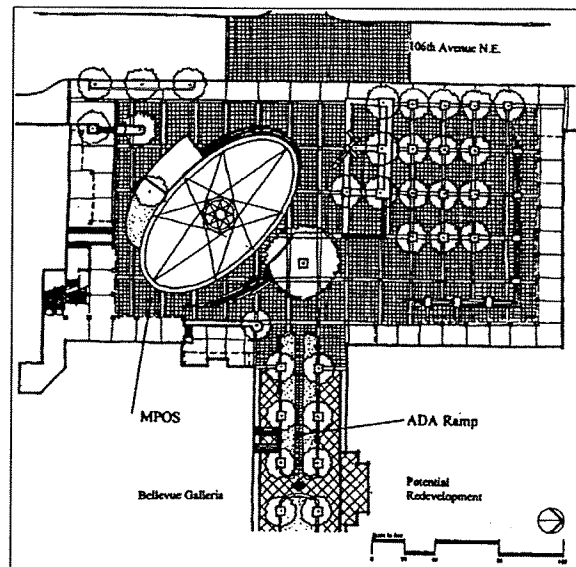 106th Avenue N.E.
MPOS
ADA Ramp
Bellevue Galleria
Potential
Redevelopment